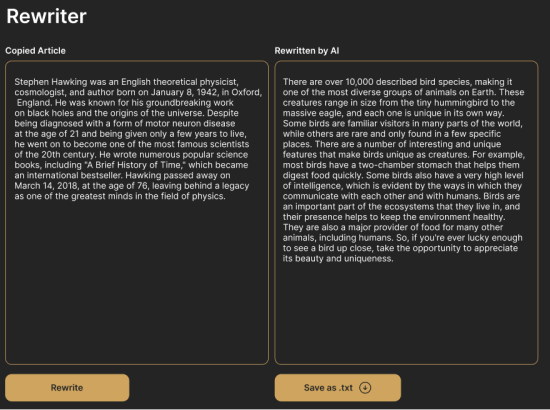 Rewriter
Copied Article
Stephen Hawking was an English theoretical physicist,
cosmologist, and author born on January 8, 1942, in Oxford,
England. He was known for his groundbreaking work
on black holes and the origins of the universe. Despite
being diagnosed with a form of motor neuron disease
at the age of 21 and being given only a few years to live,
he went on to become one of the most famous scientists
of the 20th century. He wrote numerous popular science
books, including "A Brief History of Time," which became
an international bestseller. Hawking passed away on
March 14, 2018, at the age of 76, leaving behind a legacy
as one of the greatest minds in the field of physics.
Rewrite
Rewritten by AI
There are over 10,000 described bird species, making it
one of the most diverse groups of animals on Earth. These
creatures range in size from the tiny hummingbird to the
massive eagle, and each one is unique in its own way.
Some birds are familiar visitors in many parts of the world,
while others are rare and only found in a few specific
places. There are a number of interesting and unique
features that make birds unique as creatures. For example,
most birds have a two-chamber stomach that helps them
digest food quickly. Some birds also have a very high level
of intelligence, which is evident by the ways in which they
communicate with each other and with humans. Birds are
an important part of the ecosystems that they live in, and
their presence helps to keep the environment healthy.
They are also a major provider of food for many other
animals, including humans. So, if you're ever lucky enough
to see a bird up close, take the opportunity to appreciate
its beauty and uniqueness.
Save as .txt